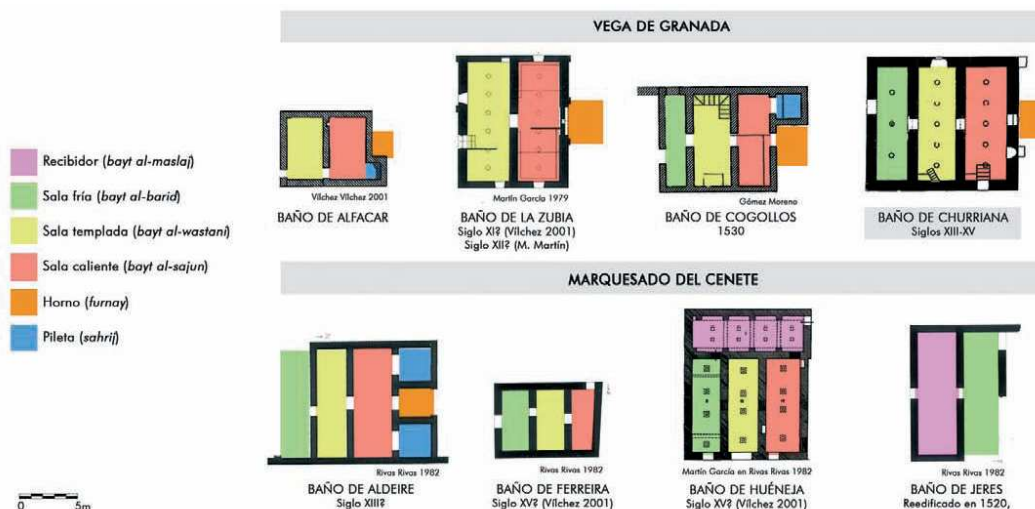 VEGA DE GRANADA
Recibidor (bayt al-maslaj)
Sala fría (bayt al-barid)
Sala templada (bayt al-wastani)
Sala caliente (bayt al-sajun)
Horno (furnay)
Pileta (sahrij)
0 5m
Vílchez Vílchez 2001
BAÑO DE ALFACAR
Martín García 1979
BAÑO DE LA ZUBIA
Siglo XI? (Vílchez 2001)
Siglo XII? (M. Martín)
Gómez Moreno
BAÑO DE COGOLLOS
1530
BAÑO DE CHURRIANA
Siglos XIII-XV
MARQUESADO DEL CENETE
Rivas Rivas 1982
BAÑO DE ALDEIRE
Siglo XIII?
Rivas Rivas 1982
BAÑO DE FERREIRA
Siglo XV? (Vílchez 2001)
Martín García en Rivas Rivas 1982
BAÑO DE HUÉNEJA
Siglo XV? (Vílchez 2001)
Rivas Rivas 1982
BAÑO DE JERES
Reedificado en 1520,